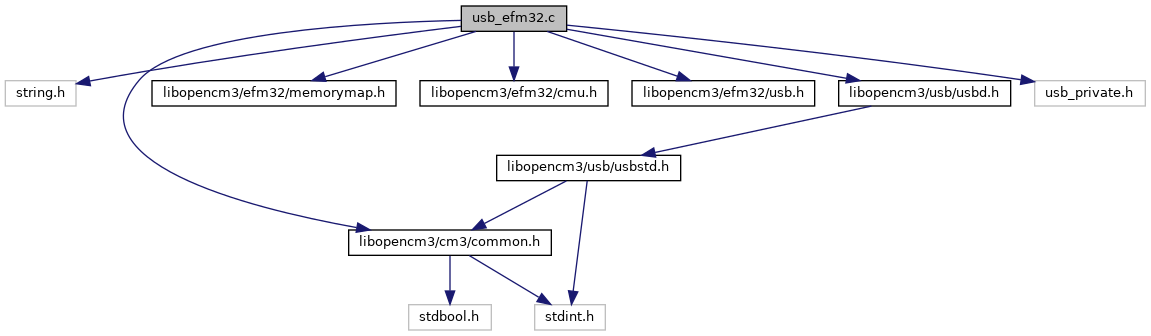 usb_efm32.c
string.h
libopencm3/efm32/memorymap.h
libopencm3/efm32/cmu.h
libopencm3/efm32/usb.h
libopencm3/usb/usbd.h
usb_private.h
libopencm3/usb/usbstd.h
libopencm3/cm3/common.h
stdbool.h
stdint.h